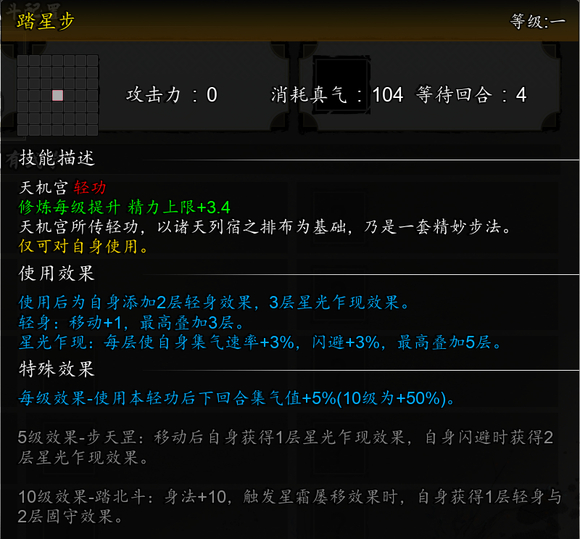 踏星步
等级:一
攻击力：0
消耗真气：104
等待回合：4
技能描述
天机宫 轻功
修炼每级提升 精力上限+3.4
天机宫所传轻功，以诸天列宿之排布为基础，乃是一套精妙步法。
仅可对自身使用。
使用效果
使用后为自身添加2层轻身效果，3层星光乍现效果。
轻身：移动+1，最高叠加3层。
星光乍现：每层使自身集气速率+3%，闪避+3%，最高叠加5层。
特殊效果
每级效果-使用本轻功后下回合集气值+5%(10级为+50%)。
5级效果-步天罡：移动后自身获得1层星光乍现效果，自身闪避时获得2
层星光乍现效果。
10级效果-踏北斗：身法+10，触发星霜屡移效果时，自身获得1层轻身与
2层固守效果。